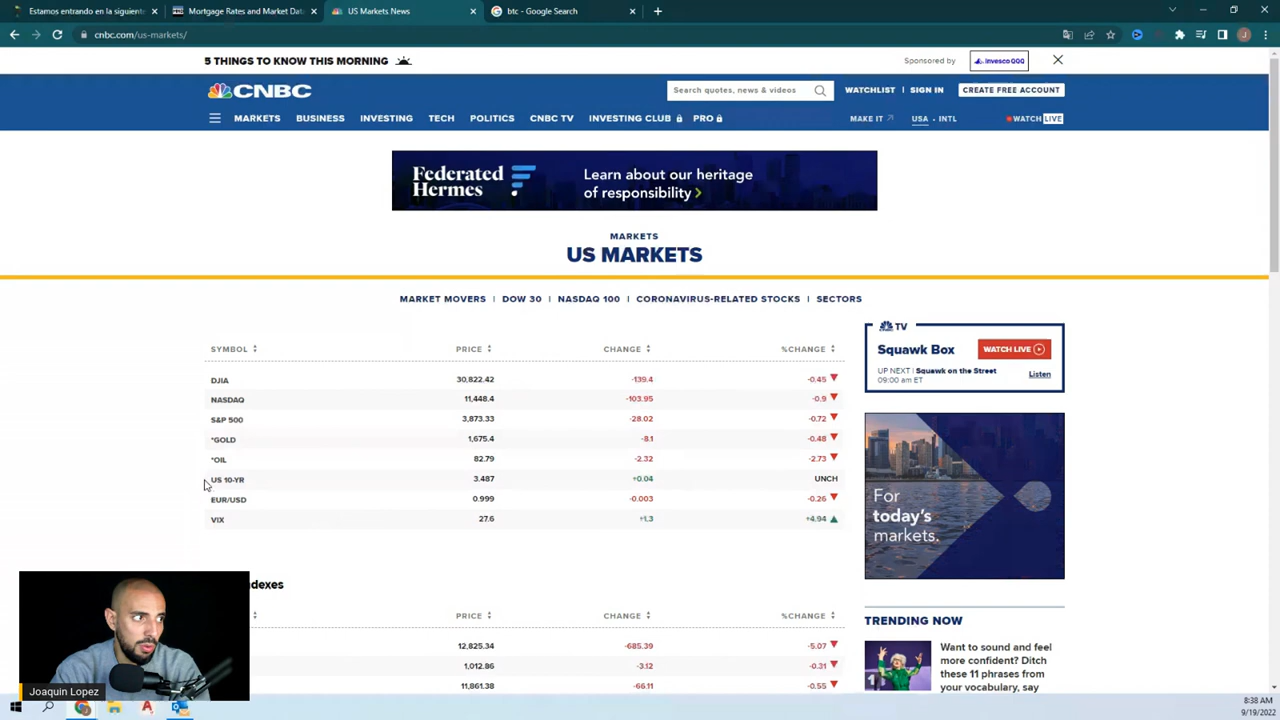 Estamos entrando en la siguiente
Mortgage Rates and Market Dat
US Markets News
btc - Google Search
cnbc.com/us-markets/
5 THINGS TO KNOW THIS MORNING
Sponsored by
Invesco QQQ
CNBC
Search quotes, news & videos
WATCHLIST | SIGN IN
CREATE FREE ACCOUNT
MARKETS BUSINESS INVESTING TECH POLITICS CNBC TV INVESTING CLUB PRO
MAKE IT USA • INTL WATCH LIVE
Federated Hermes
Learn about our heritage
of responsibility >
MARKETS
US MARKETS
MARKET MOVERS | DOW 30 | NASDAQ 100 | CORONAVIRUS-RELATED STOCKS | SECTORS
SYMBOL PRICE CHANGE %CHANGE
DJIA 30,822.42 -139.4 -0.45
NASDAQ 11,448.4 -103.95 -0.9
S&P 500 3,873.33 -28.02 -0.72
*GOLD 1,675.4 -8.1 -0.48
*OIL 82.79 -2.32 -2.73
US 10-YR 3.487 +0.04 UNCH
EUR/USD 0.999 -0.003 -0.26
VIX 27.6 +1.3 +4.94
TV
Squawk Box
WATCH LIVE
UP NEXT | Squawk on the Street
09:00 am ET
Listen
For
today's
markets.
dexes
PRICE CHANGE %CHANGE
12,825.34 -685.39 -5.07
1,012.86 -3.12 -0.31
11,861.38 -66.11 -0.55
TRENDING NOW
Want to sound and feel
more confident? Ditch
these 11 phrases from
your vocabulary, say
Joaquin Lopez
8:38 AM
9/19/2022